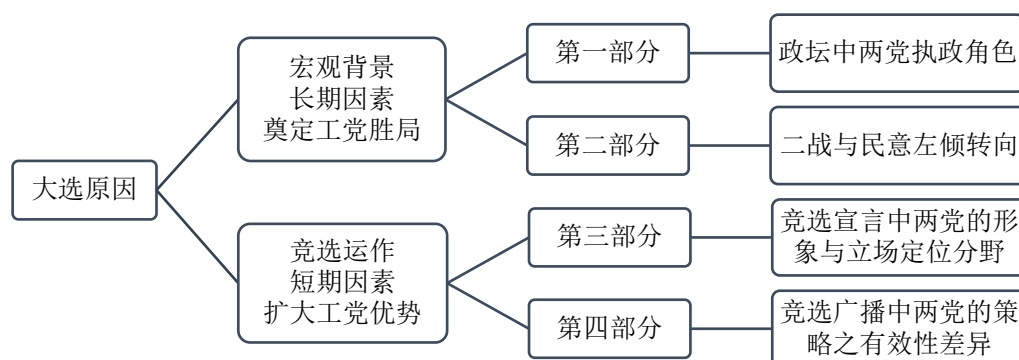 大选原因
宏观背景
长期因素
奠定工党胜局
第一部分
政坛中两党执政角色
第二部分
二战与民意左倾转向
竞选运作
短期因素
扩大工党优势
第三部分
竞选宣言中两党的形
象与立场定位分野
第四部分
竞选广播中两党的策
略之有效性差异